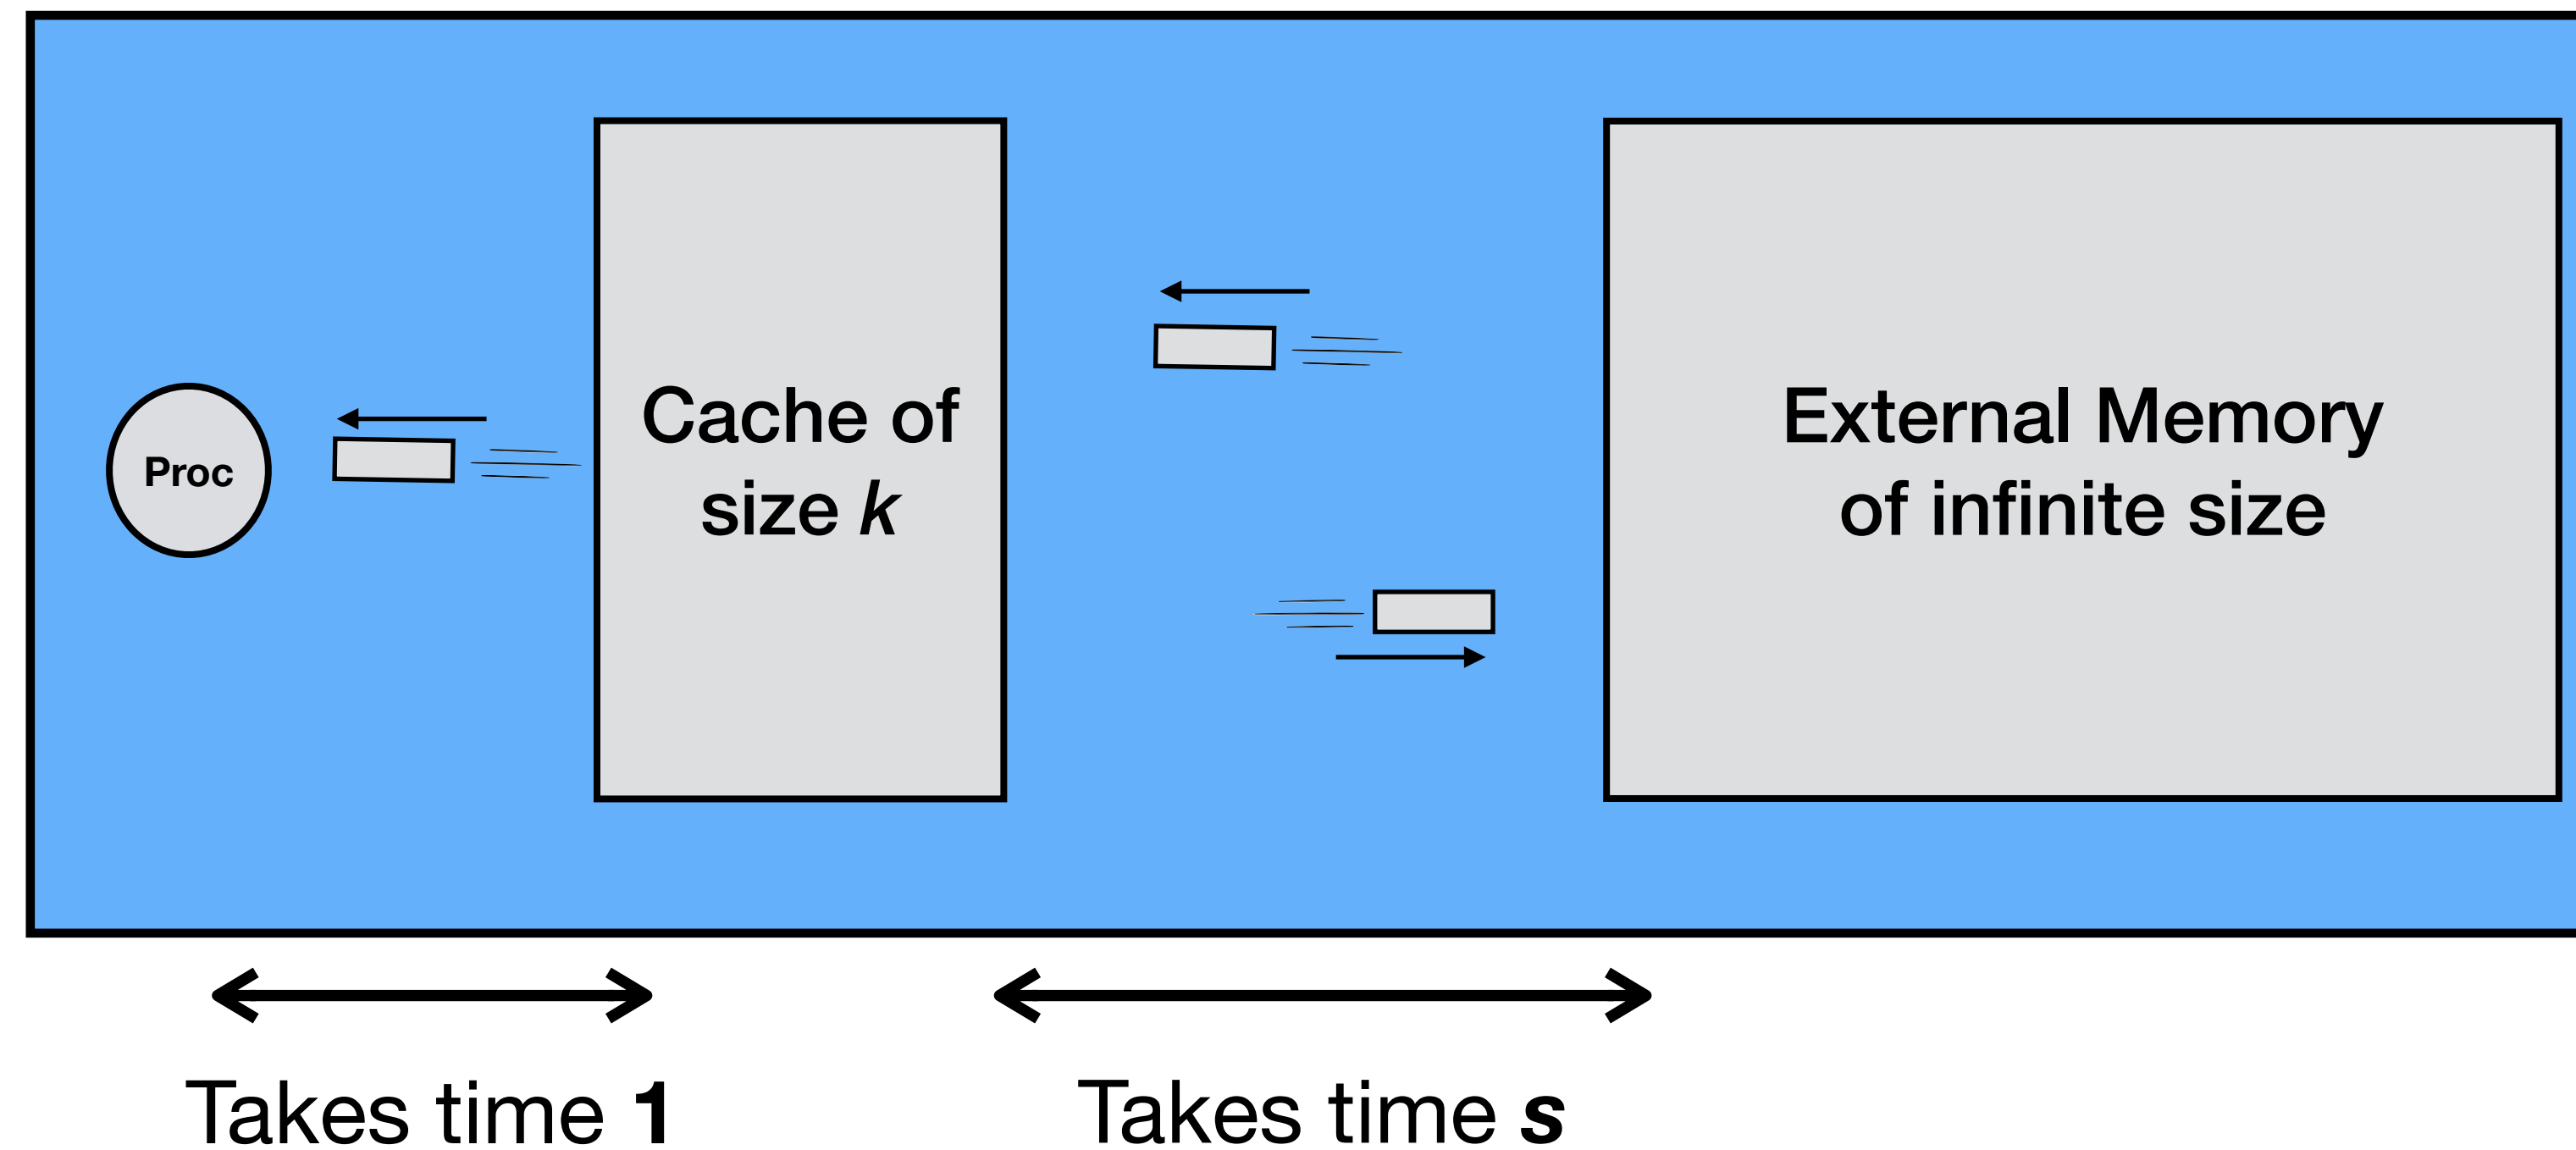 Proc
Cache of
size k
External Memory
of infinite size
Takes time 1
Takes time s